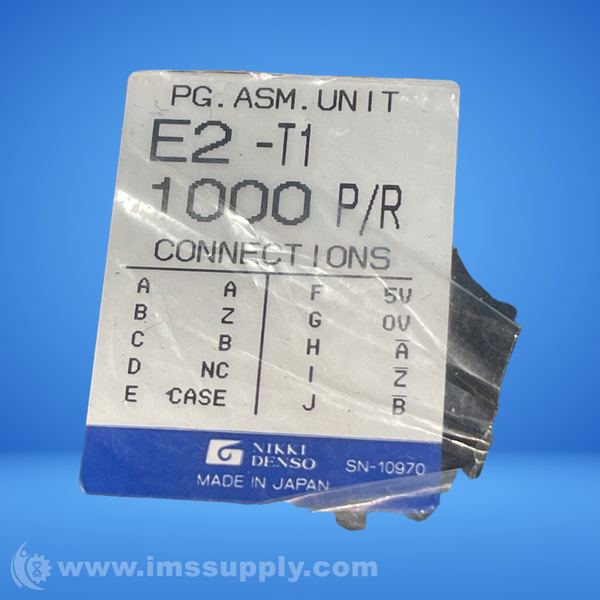 PG. ASM. UNIT
E2 -T1
1000 P/R
CONNECTIONS
A A
B Z
C B
D NC
E CASE
F 5V
G 0V
H A̅
I Z̅
J B̅
NIKKI
DENSO
SN-10970
MADE IN JAPAN
www.imssupply.com